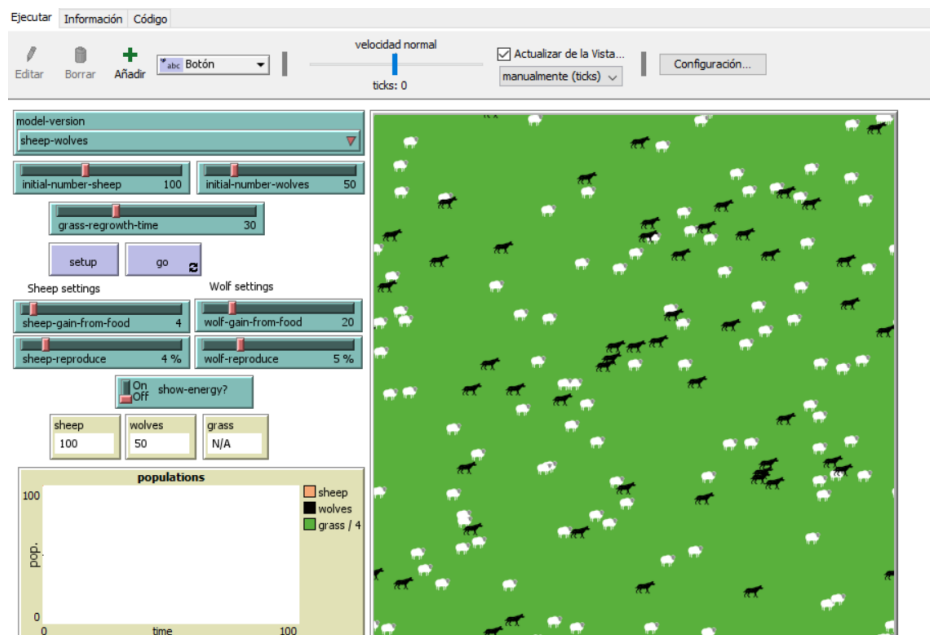 Ejecutar Información Código
Editar Borrar Añadir abc Botón velocidad normal ticks: 0 Actualizar de la Vista... manualmente (ticks) Configuración...
model-version
sheep-wolves
initial-number-sheep 100 initial-number-wolves 50
grass-regrowth-time 30
setup go
Sheep settings Wolf settings
sheep-gain-from-food 4 wolf-gain-from-food 20
sheep-reproduce 4 % wolf-reproduce 5 %
On
Off show-energy?
sheep wolves grass
100 50 N/A
populations
100
pop.
0
0 time 100
sheep
wolves
grass / 4